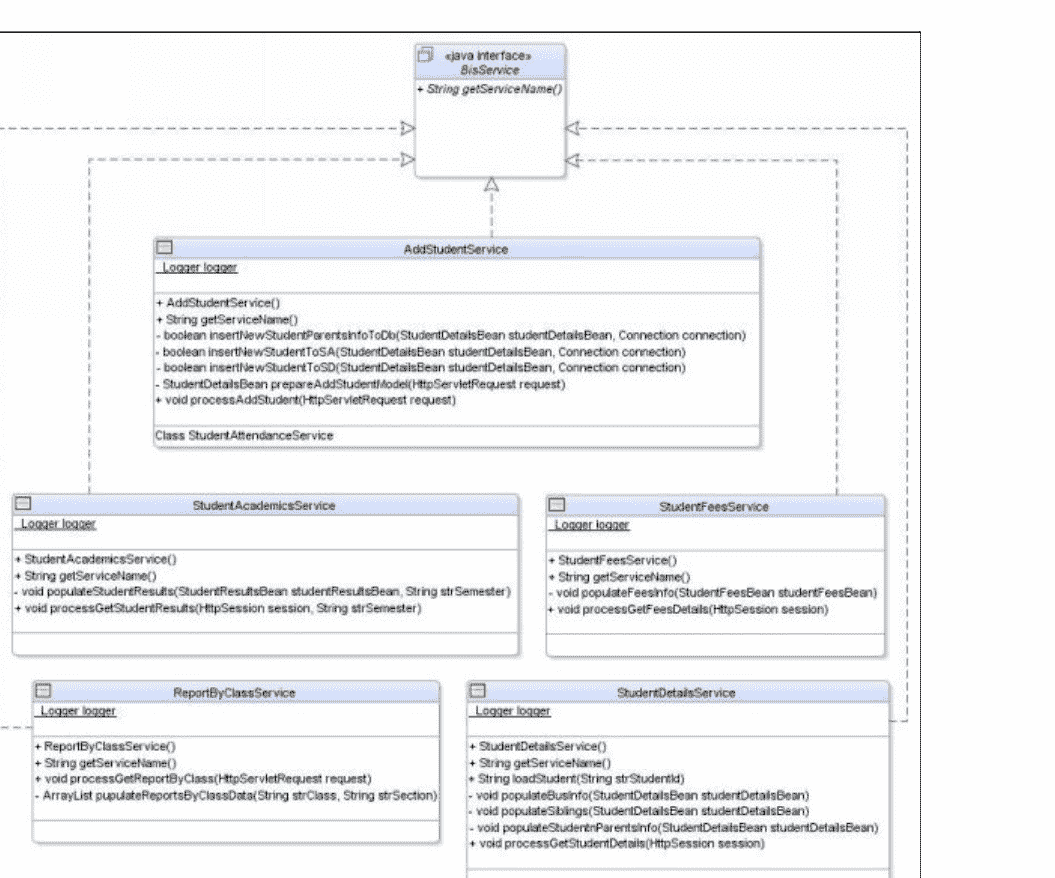 «java interface»
BisService
+ String getServiceName()
AddStudentService
Logger logger
+ AddStudentService()
+ String getServiceName()
- boolean insertNewStudentParentsInfoToDb(StudentDetailsBean studentDetailsBean, Connection connection)
- boolean insertNewStudentToSA(StudentDetailsBean studentDetailsBean, Connection connection)
- boolean insertNewStudentToSD(StudentDetailsBean studentDetailsBean, Connection connection)
- StudentDetailsBean prepareAddStudentModel(HttpServletRequest request)
+ void processAddStudent(HttpServletRequest request)
Class StudentAttendanceService
StudentAcademicsService
Logger logger
+ StudentAcademicsService()
+ String getServiceName()
- void populateStudentResults(StudentResultsBean studentResultsBean, String strSemester)
+ void processGetStudentResults(HttpSession session, String strSemester)
StudentFeesService
Logger logger
+ StudentFeesService()
+ String getServiceName()
- void populateFeesInfo(StudentFeesBean studentFeesBean)
+ void processGetFeesDetails(HttpSession session)
ReportByClassService
Logger logger
+ ReportByClassService()
+ String getServiceName()
+ void processGetReportByClass(HttpServletRequest request)
- ArrayList pupulateReportsByClassData(String strClass, String strSection)
StudentDetailsService
Logger logger
+ StudentDetailsService()
+ String getServiceName()
+ String loadStudent(String strStudentId)
- void populateBusInfo(StudentDetailsBean studentDetailsBean)
- void populateSiblings(StudentDetailsBean studentDetailsBean)
- void populateStudentnParentsInfo(StudentDetailsBean studentDetailsBean)
+ void processGetStudentDetails(HttpSession session)